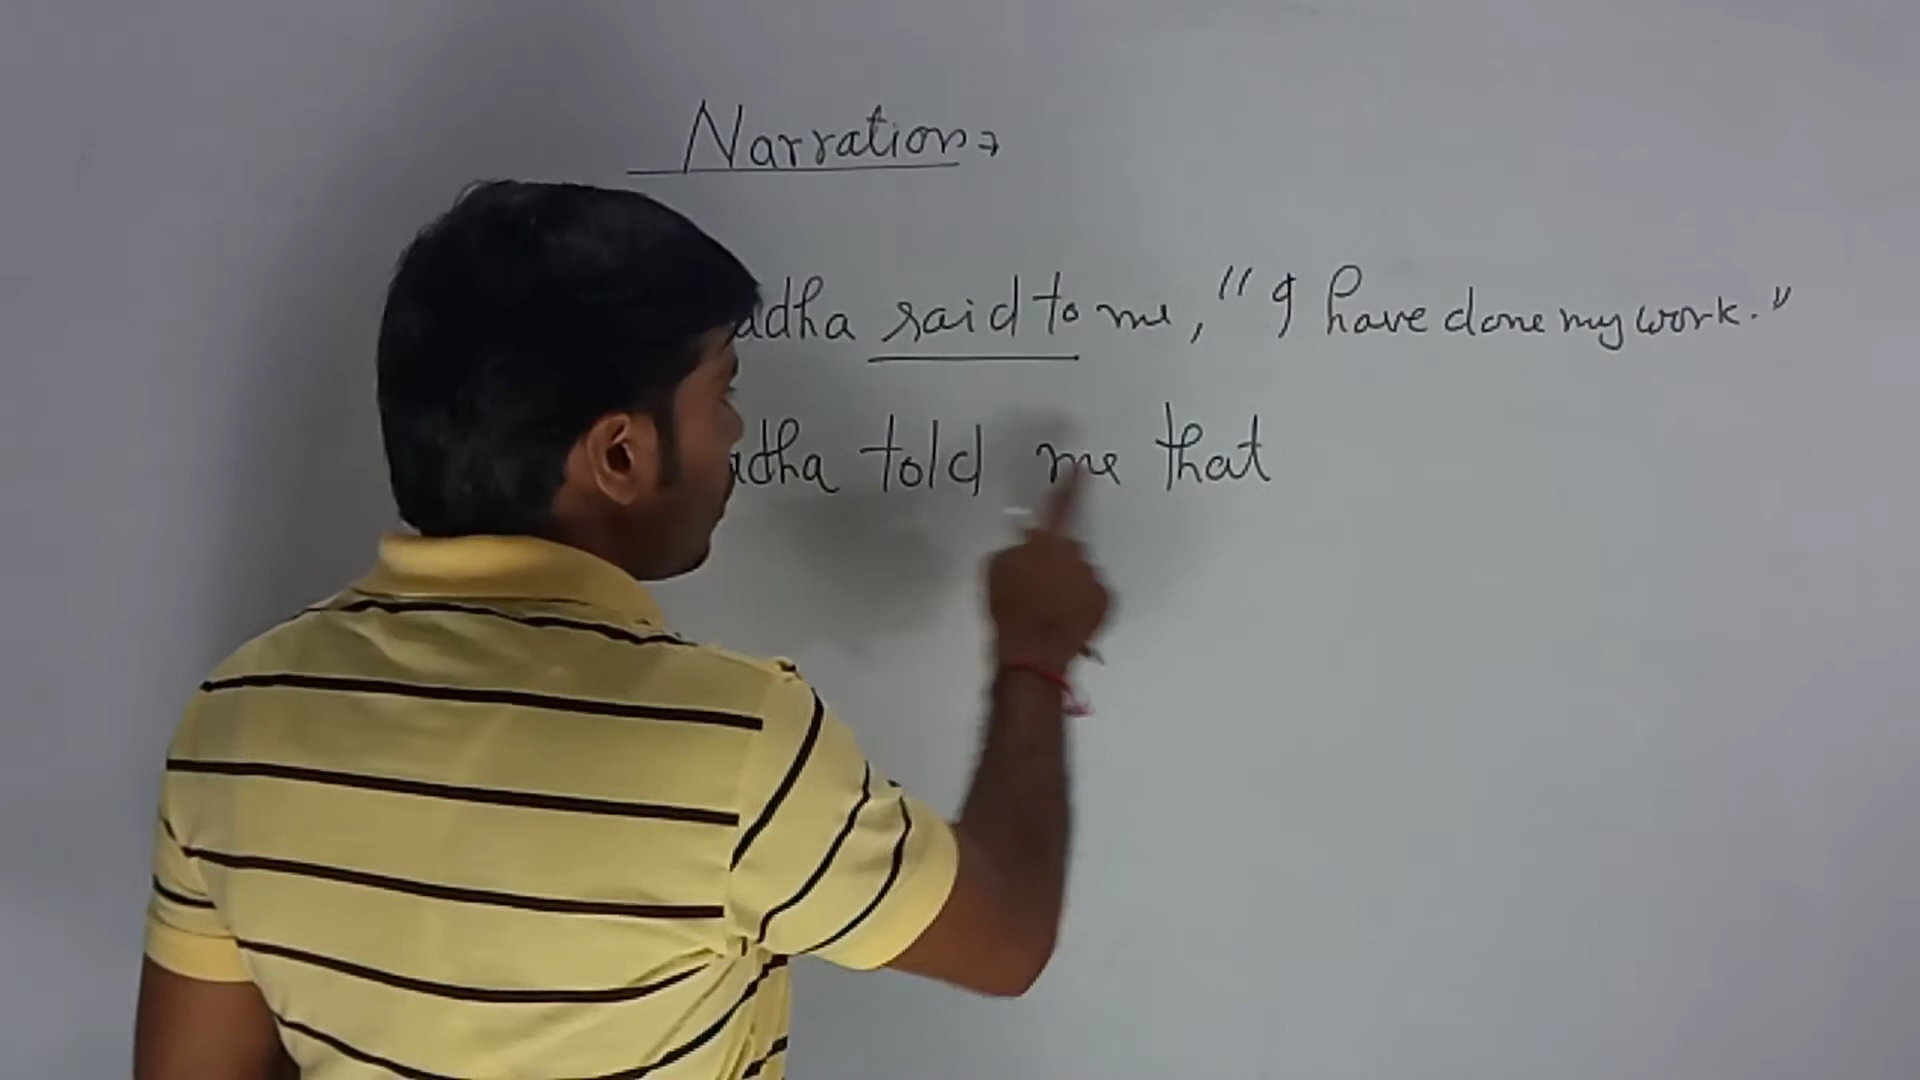 Narration →
adha said to me, "I have done my work."
adha told me that